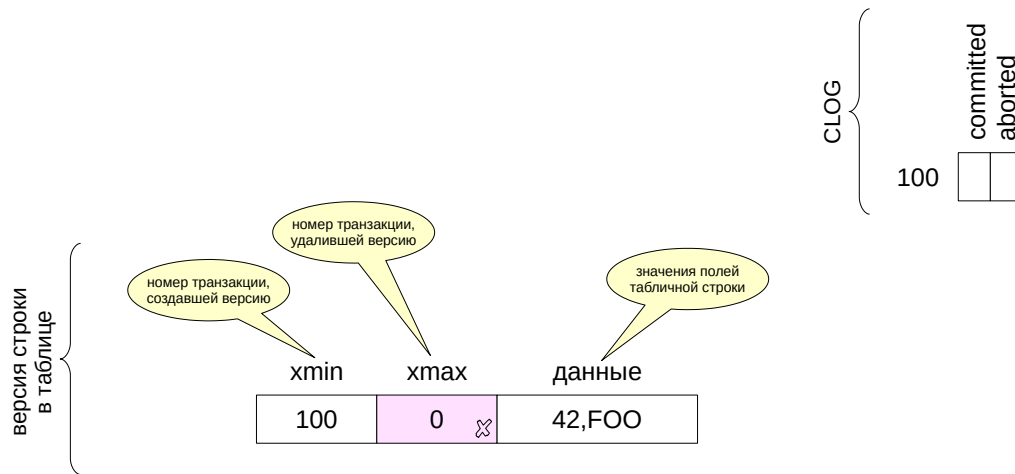 CLOG
committed
aborted
100
номер транзакции,
удалившей версию
номер транзакции,
создавшей версию
значения полей
табличной строки
версия строки
в таблице
xmin
xmax
данные
100
0
42,FOO